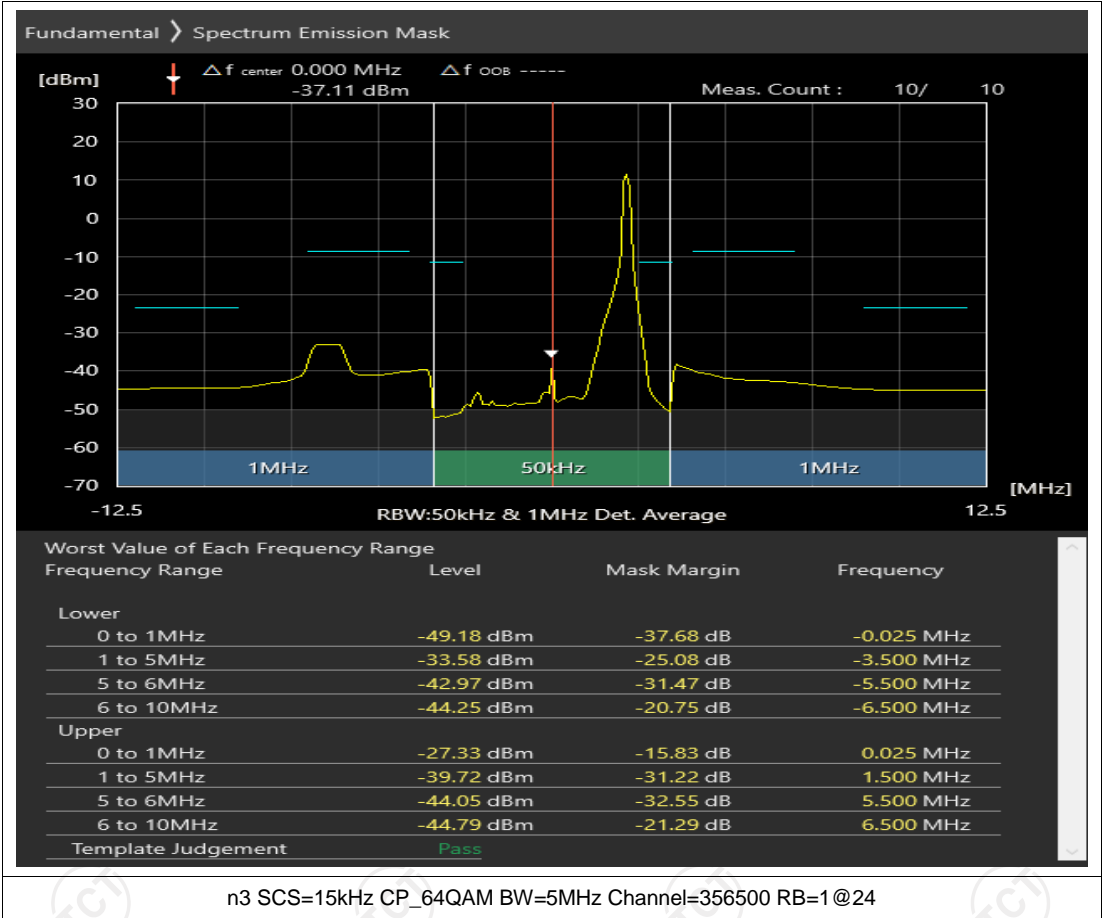 Fundamental ❯ Spectrum Emission Mask
[dBm] △f center 0.000 MHz △f OOB -----
-37.11 dBm Meas. Count : 10/ 10
30
20
10
0
-10
-20
-30
-40
-50
-60
-70
1MHz 50kHz 1MHz
[MHz]
-12.5 RBW:50kHz & 1MHz Det. Average 12.5
Worst Value of Each Frequency Range
Frequency Range Level Mask Margin Frequency
Lower
0 to 1MHz -49.18 dBm -37.68 dB -0.025 MHz
1 to 5MHz -33.58 dBm -25.08 dB -3.500 MHz
5 to 6MHz -42.97 dBm -31.47 dB -5.500 MHz
6 to 10MHz -44.25 dBm -20.75 dB -6.500 MHz
Upper
0 to 1MHz -27.33 dBm -15.83 dB 0.025 MHz
1 to 5MHz -39.72 dBm -31.22 dB 1.500 MHz
5 to 6MHz -44.05 dBm -32.55 dB 5.500 MHz
6 to 10MHz -44.79 dBm -21.29 dB 6.500 MHz
Template Judgement Pass
n3 SCS=15kHz CP_64QAM BW=5MHz Channel=356500 RB=1@24
TCT TCT TCT TCT